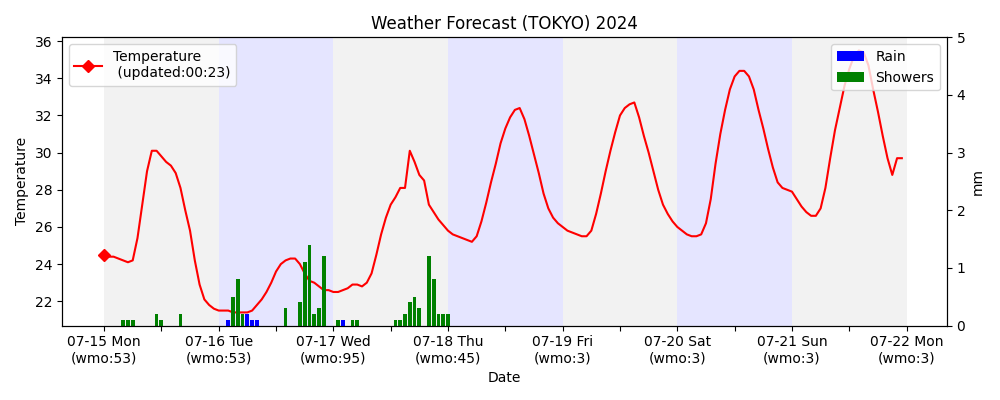 Weather Forecast (TOKYO) 2024
Temperature
(updated:00:23)
Rain
Showers
36
34
32
30
28
26
24
22
Temperature
5
4
3
2
1
0
mm
07-15 Mon
(wmo:53)
07-16 Tue
(wmo:53)
07-17 Wed
(wmo:95)
07-18 Thu
(wmo:45)
07-19 Fri
(wmo:3)
07-20 Sat
(wmo:3)
07-21 Sun
(wmo:3)
07-22 Mon
(wmo:3)
Date